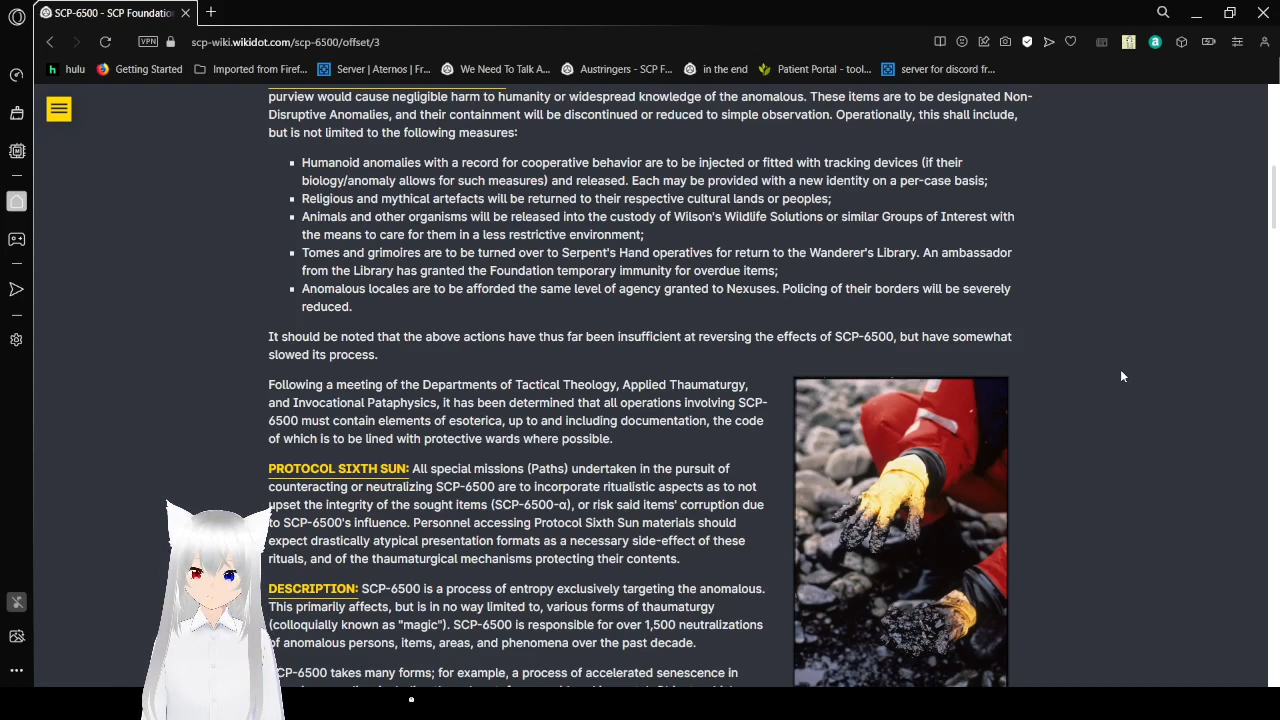 SCP-6500 - SCP Foundatio
scp-wiki.wikidot.com/scp-6500/offset/3
VPN
hulu
Getting Started
Imported from Firef...
Server | Aternos | Fr...
We Need To Talk A...
Austringers - SCP F...
in the end
Patient Portal - tool...
server for discord fr...
purview would cause negligible harm to humanity or widespread knowledge of the anomalous. These items are to be designated Non-
Disruptive Anomalies, and their containment will be discontinued or reduced to simple observation. Operationally, this shall include,
but is not limited to the following measures:
Humanoid anomalies with a record for cooperative behavior are to be injected or fitted with tracking devices (if their
biology/anomaly allows for such measures) and released. Each may be provided with a new identity on a per-case basis;
Religious and mythical artefacts will be returned to their respective cultural lands or peoples;
Animals and other organisms will be released into the custody of Wilson's Wildlife Solutions or similar Groups of Interest with
the means to care for them in a less restrictive environment;
Tomes and grimoires are to be turned over to Serpent's Hand operatives for return to the Wanderer's Library. An ambassador
from the Library has granted the Foundation temporary immunity for overdue items;
Anomalous locales are to be afforded the same level of agency granted to Nexuses. Policing of their borders will be severely
reduced.
It should be noted that the above actions have thus far been insufficient at reversing the effects of SCP-6500, but have somewhat
slowed its process.
Following a meeting of the Departments of Tactical Theology, Applied Thaumaturgy,
and Invocational Pataphysics, it has been determined that all operations involving SCP-
6500 must contain elements of esoterica, up to and including documentation, the code
of which is to be lined with protective wards where possible.
PROTOCOL SIXTH SUN: All special missions (Paths) undertaken in the pursuit of
counteracting or neutralizing SCP-6500 are to incorporate ritualistic aspects as to not
upset the integrity of the sought items (SCP-6500-α), or risk said items' corruption due
to SCP-6500's influence. Personnel accessing Protocol Sixth Sun materials should
expect drastically atypical presentation formats as a necessary side-effect of these
rituals, and of the thaumaturgical mechanisms protecting their contents.
DESCRIPTION: SCP-6500 is a process of entropy exclusively targeting the anomalous.
This primarily affects, but is in no way limited to, various forms of thaumaturgy
(colloquially known as "magic"). SCP-6500 is responsible for over 1,500 neutralizations
of anomalous persons, items, areas, and phenomena over the past decade.
SCP-6500 takes many forms; for example, a process of accelerated senescence in